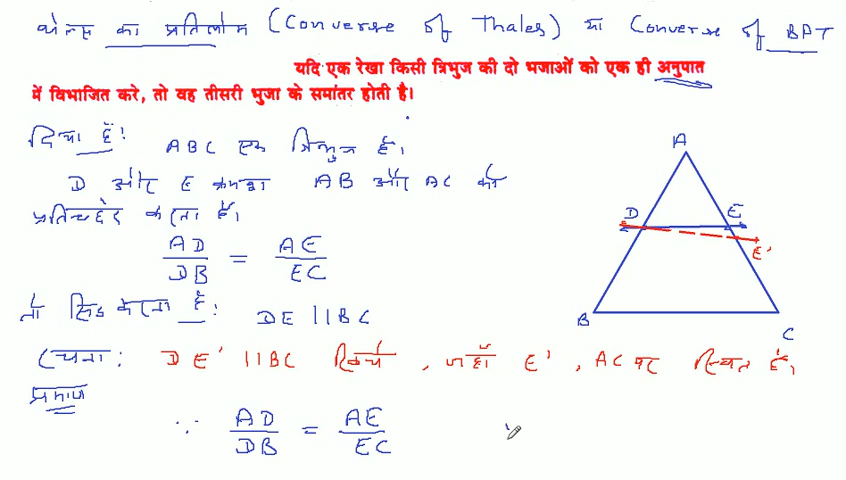 थेल्स का प्रतिलोम (Converse of Thales) या Converse of BPT
यदि एक रेखा किसी त्रिभुज की दो भजाओं को एक ही अनुपात
में विभाजित करे, तो वह तीसरी भुजा के समांतर होती है।
दिया है: ABC एक त्रिभुज है।
D और E क्रमशः AB और AC को
प्रतिच्छेद करता है।
AD/DB = AE/EC
तो सिद्ध करना है: DE || BC
रचना: DE' || BC खिंचे, जहाँ E', AC पर स्थित है,
प्रमाण
∵ AD/DB = AE/EC
A
D
E
E'
B
C